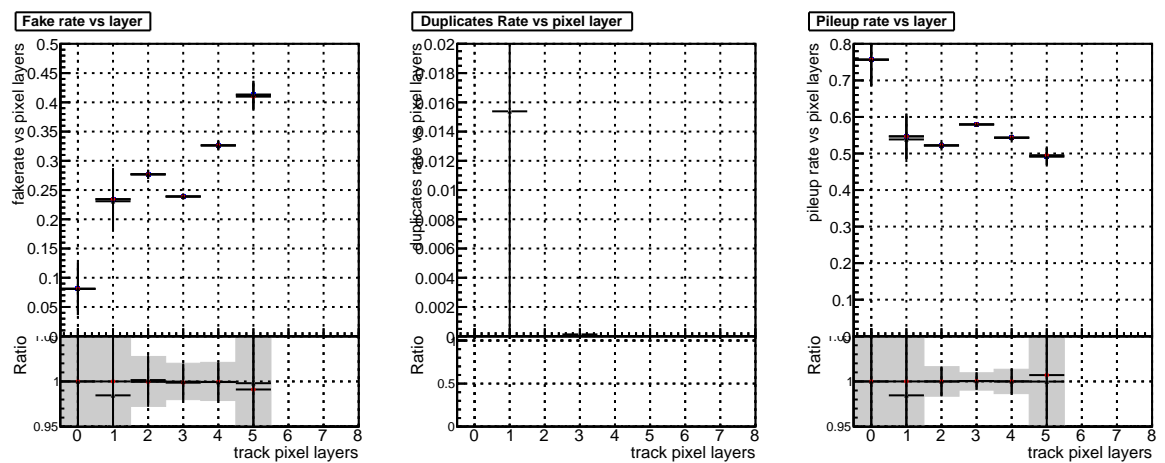 Fake rate vs layer
fakerate vs pixel layers
0.5
0.45
0.4
0.35
0.3
0.25
0.2
0.15
0.1
0.05
0
Ratio
1
0.95
0 1 2 3 4 5 6 7 8
track pixel layers
Duplicates Rate vs pixel layer
duplicates rate vs pixel layers
0.02
0.018
0.016
0.014
0.012
0.01
0.008
0.006
0.004
0.002
0
Ratio
1
0.5
0
0 1 2 3 4 5 6 7 8
track pixel layers
Pileup rate vs layer
pileup rate vs pixel layers
0.8
0.7
0.6
0.5
0.4
0.3
0.2
0.1
0
Ratio
1
0.95
0 1 2 3 4 5 6 7 8
track pixel layers